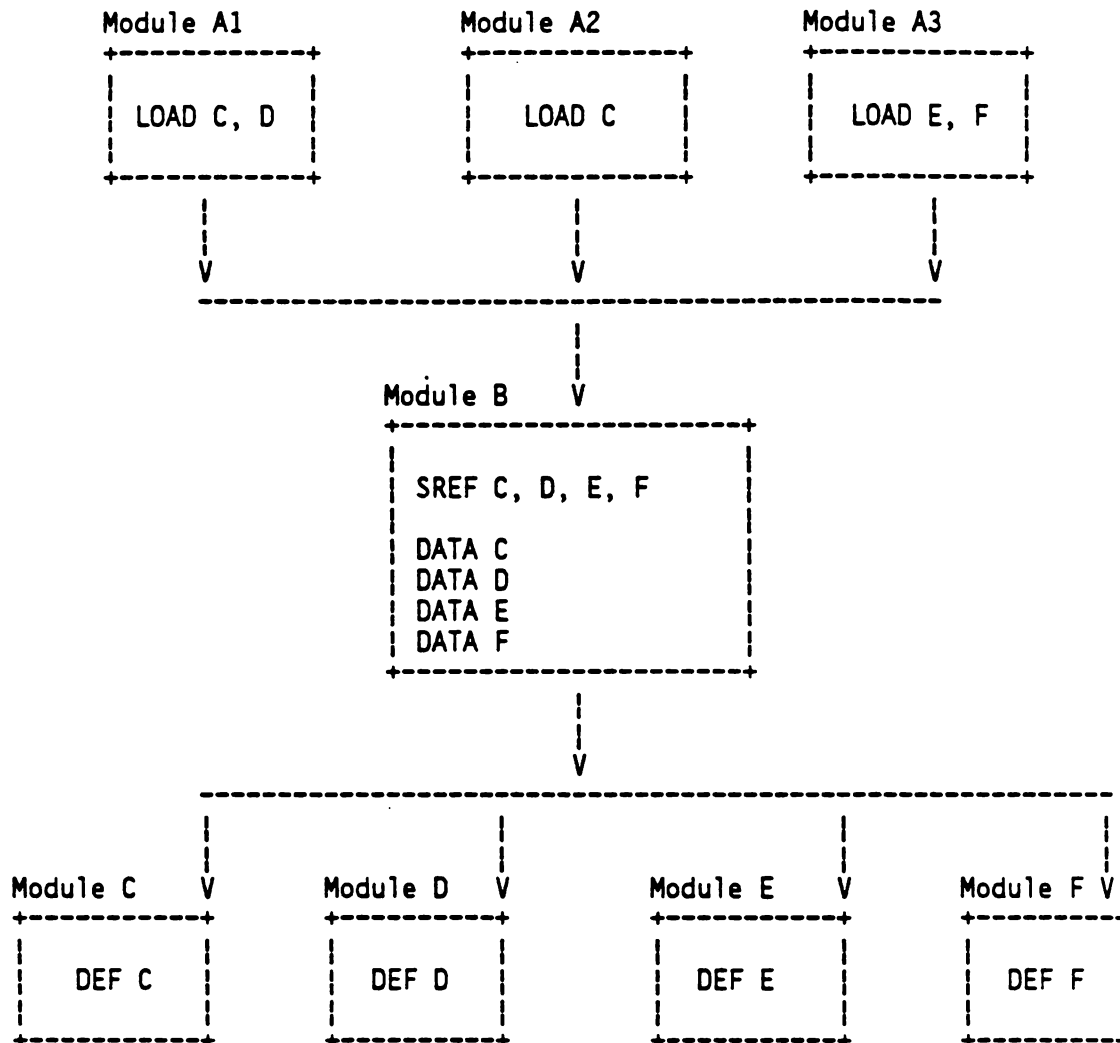 Module A1 Module A2 Module A3
LOAD C, D LOAD C LOAD E, F
Module B
SREF C, D, E, F
DATA C
DATA D
DATA E
DATA F
Module C Module D Module E Module F
DEF C DEF D DEF E DEF F